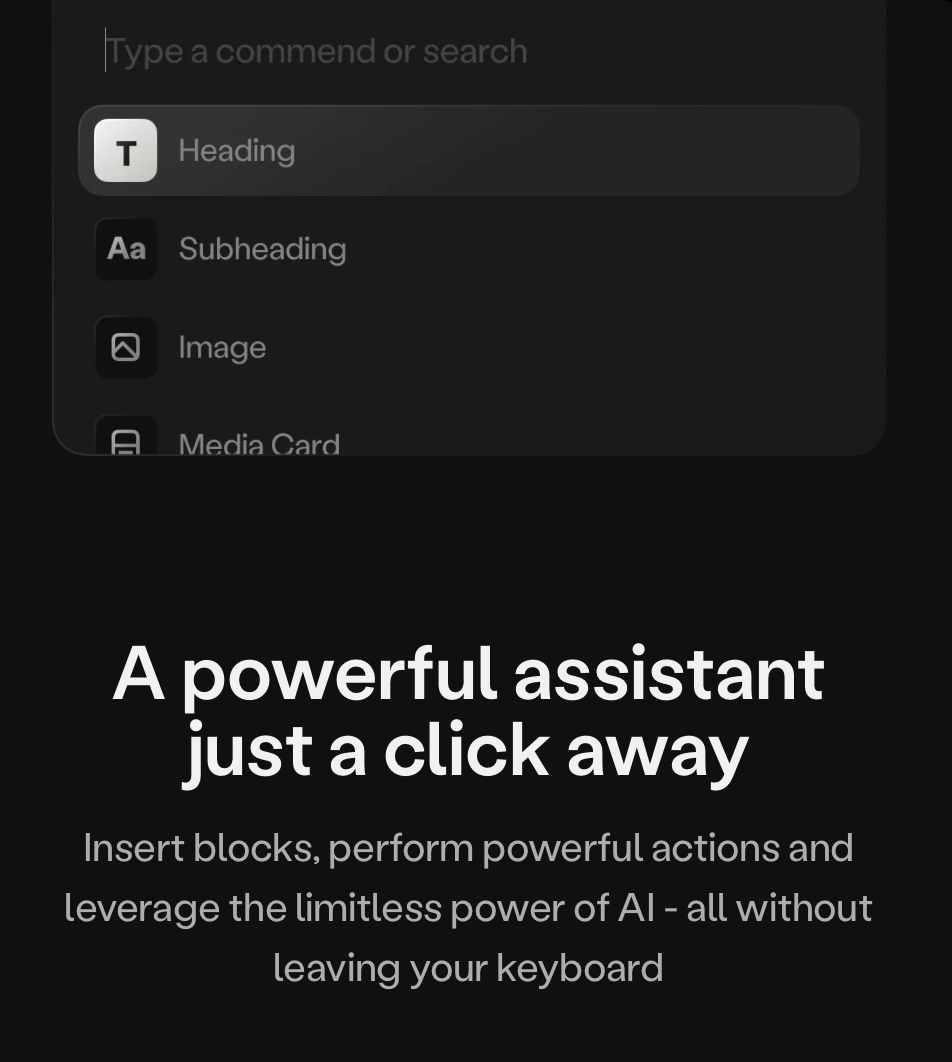 Type a commend or search
T Heading
Aa Subheading
Image
Media Card
A powerful assistant
just a click away
Insert blocks, perform powerful actions and
leverage the limitless power of AI - all without
leaving your keyboard